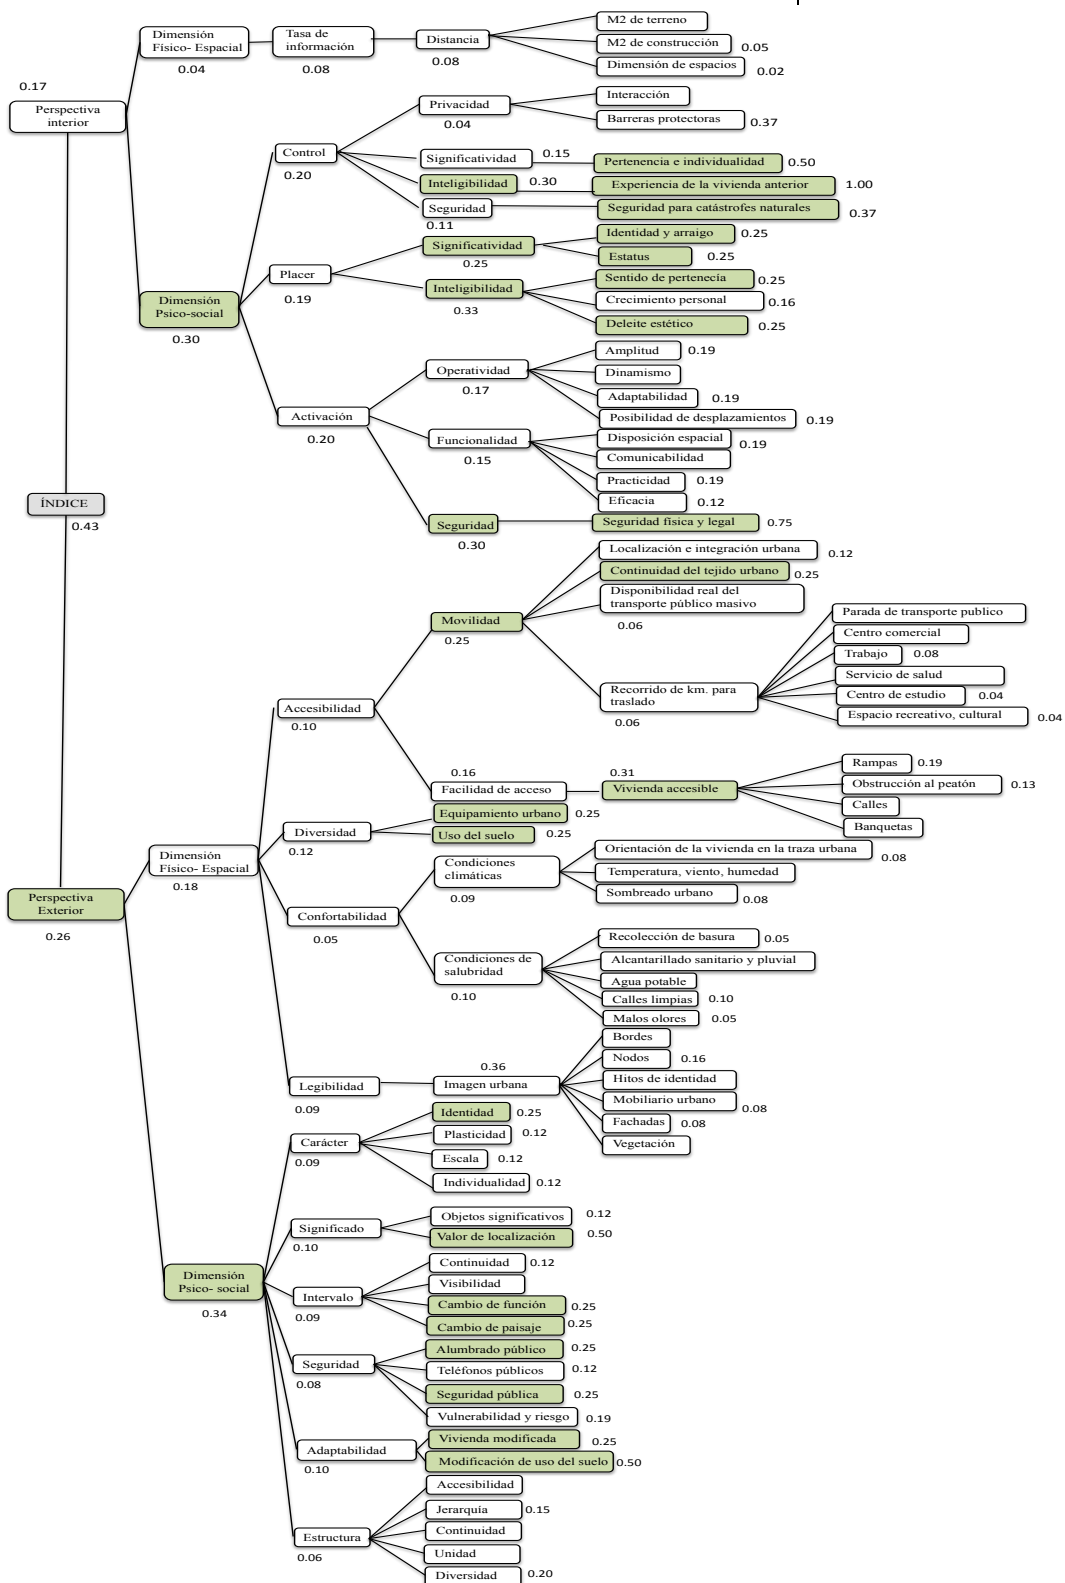 0.17
Perspectiva
interior
Dimensión
Físico- Espacial
0.04
Tasa de
información
0.08
Distancia
0.08
M2 de terreno
M2 de construcción
0.05
Dimensión de espacios
0.02
Dimensión
Psico-social
0.30
Control
0.20
Privacidad
0.04
Interacción
Barreras protectoras
0.37
Significatividad
0.15
Pertenencia e individualidad
0.50
Inteligibilidad
0.30
Experiencia de la vivienda anterior
1.00
Seguridad
0.11
Seguridad para catástrofes naturales
0.37
Placer
0.19
Significatividad
0.25
Identidad y arraigo
0.25
Estatus
0.25
Inteligibilidad
0.33
Sentido de pertenecía
0.25
Crecimiento personal
0.16
Deleite estético
0.25
Activación
0.20
Operatividad
0.17
Amplitud
0.19
Dinamismo
Adaptabilidad
0.19
Posibilidad de desplazamientos
0.19
Funcionalidad
0.15
Disposición espacial
0.19
Comunicabilidad
Practicidad
0.19
Eficacia
0.12
Seguridad
0.30
Seguridad física y legal
0.75
ÍNDICE
0.43
Perspectiva
Exterior
0.26
Dimensión
Físico- Espacial
0.18
Accesibilidad
0.10
Movilidad
0.25
Localización e integración urbana
0.12
Continuidad del tejido urbano
0.25
Disponibilidad real del
transporte público masivo
0.06
Recorrido de km. para
traslado
0.06
Parada de transporte publico
Centro comercial
Trabajo
0.08
Servicio de salud
Centro de estudio
0.04
Espacio recreativo, cultural
0.04
0.16
Facilidad de acceso
0.31
Vivienda accesible
Rampas
0.19
Obstrucción al peatón
0.13
Calles
Banquetas
Diversidad
0.12
Equipamiento urbano
0.25
Uso del suelo
0.25
Confortabilidad
0.05
Condiciones
climáticas
0.09
Orientación de la vivienda en la traza urbana
0.08
Temperatura, viento, humedad
Sombreado urbano
0.08
Condiciones de
salubridad
0.10
Recolección de basura
0.05
Alcantarillado sanitario y pluvial
Agua potable
Calles limpias
0.10
Malos olores
0.05
Legibilidad
0.09
0.36
Imagen urbana
Bordes
Nodos
0.16
Hitos de identidad
Mobiliario urbano
0.08
Fachadas
0.08
Vegetación
Dimensión
Psico- social
0.34
Carácter
0.09
Identidad
0.25
Plasticidad
0.12
Escala
0.12
Individualidad
0.12
Significado
0.10
Objetos significativos
0.12
Valor de localización
0.50
Intervalo
0.09
Continuidad
0.12
Visibilidad
Cambio de función
0.25
Cambio de paisaje
0.25
Seguridad
0.08
Alumbrado público
0.25
Teléfonos públicos
0.12
Seguridad pública
0.25
Vulnerabilidad y riesgo
0.19
Adaptabilidad
0.10
Vivienda modificada
0.25
Modificación de uso del suelo
0.50
Estructura
0.06
Accesibilidad
Jerarquía
0.15
Continuidad
Unidad
Diversidad
0.20